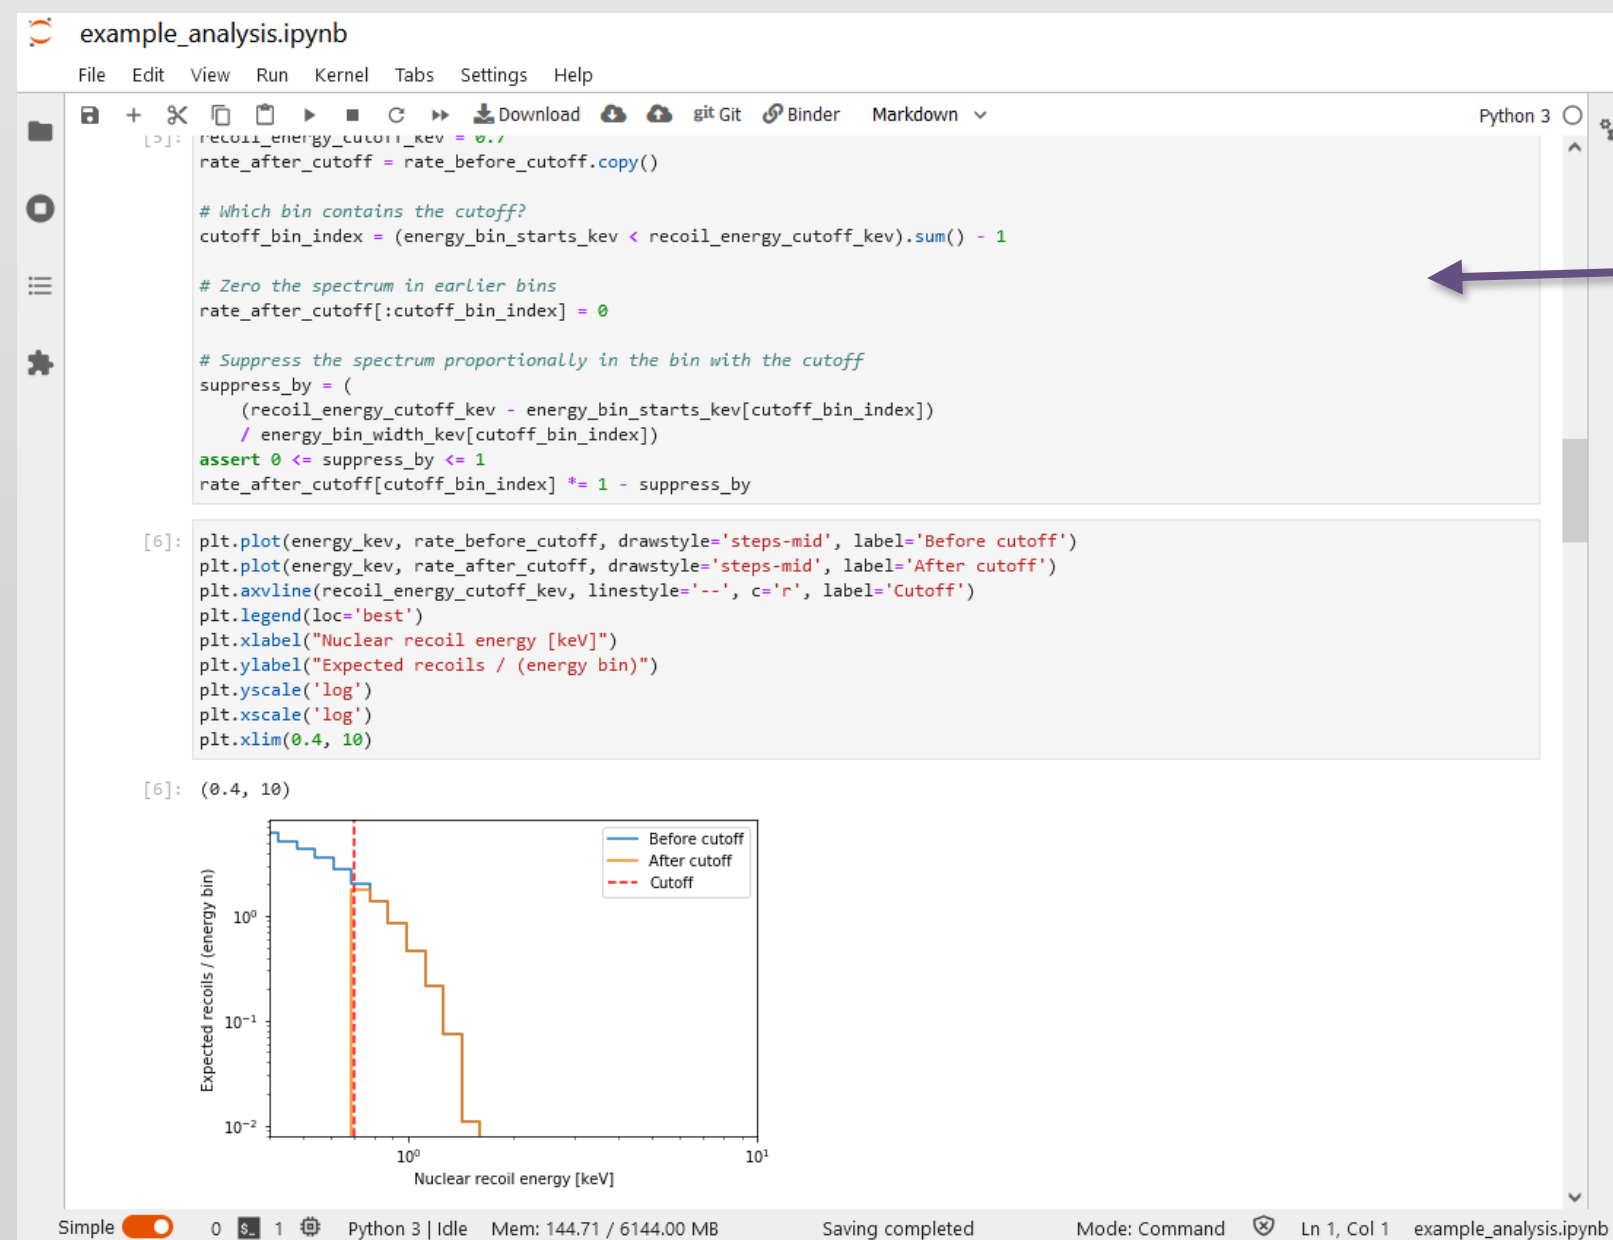 example_analysis.ipynb
File Edit View Run Kernel Tabs Settings Help
Download git Git Binder Markdown Python 3
[5]: recoil_energy_cutoff_kev = 0.7
rate_after_cutoff = rate_before_cutoff.copy()
# Which bin contains the cutoff?
cutoff_bin_index = (energy_bin_starts_kev < recoil_energy_cutoff_kev).sum() - 1
# Zero the spectrum in earlier bins
rate_after_cutoff[:cutoff_bin_index] = 0
# Suppress the spectrum proportionally in the bin with the cutoff
suppress_by = (
(recoil_energy_cutoff_kev - energy_bin_starts_kev[cutoff_bin_index])
/ energy_bin_width_kev[cutoff_bin_index])
assert 0 <= suppress_by <= 1
rate_after_cutoff[cutoff_bin_index] *= 1 - suppress_by
[6]: plt.plot(energy_kev, rate_before_cutoff, drawstyle='steps-mid', label='Before cutoff')
plt.plot(energy_kev, rate_after_cutoff, drawstyle='steps-mid', label='After cutoff')
plt.axvline(recoil_energy_cutoff_kev, linestyle='--', c='r', label='Cutoff')
plt.legend(loc='best')
plt.xlabel("Nuclear recoil energy [keV]")
plt.ylabel("Expected recoils / (energy bin)")
plt.yscale('log')
plt.xscale('log')
plt.xlim(0.4, 10)
[6]: (0.4, 10)
Before cutoff
After cutoff
Cutoff
Expected recoils / (energy bin)
10⁰
10⁻¹
10⁻²
10⁰ 10¹
Nuclear recoil energy [keV]
Simple 0 $_ 1 Python 3 | Idle Mem: 144.71 / 6144.00 MB Saving completed Mode: Command Ln 1, Col 1 example_analysis.ipynb